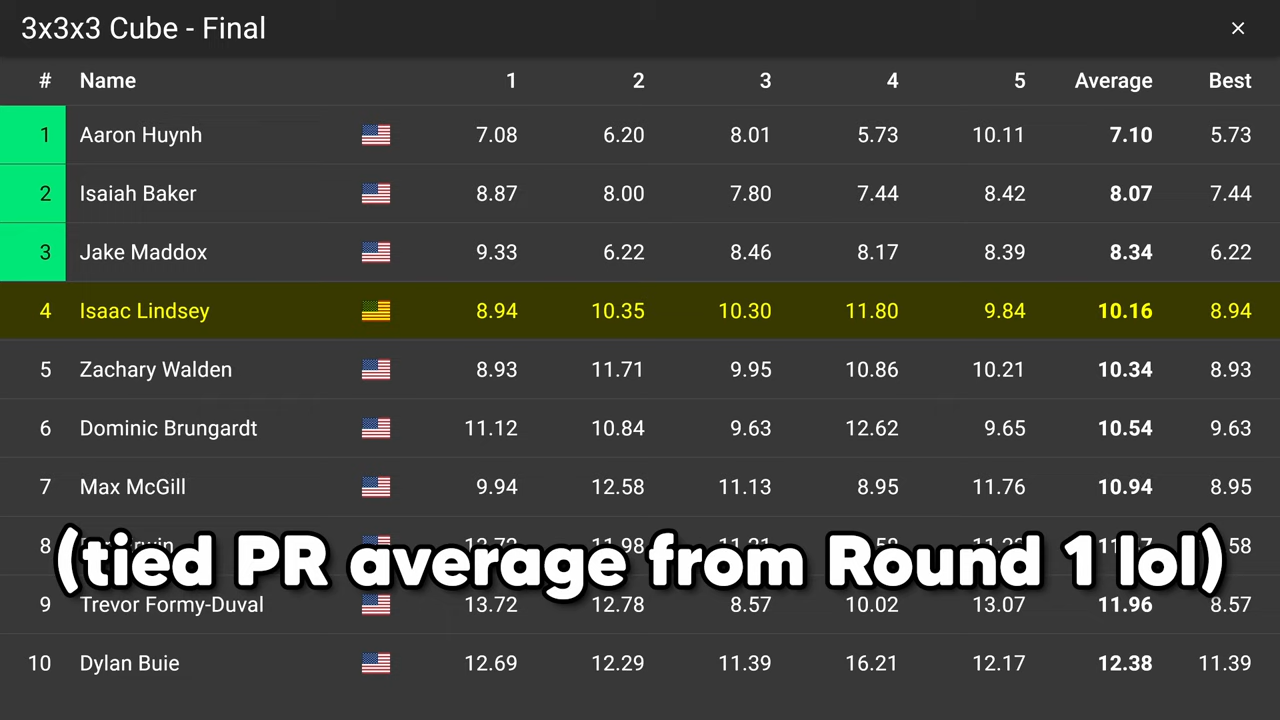 3x3x3 Cube - Final ×
# Name 1 2 3 4 5 Average Best
1 Aaron Huynh 7.08 6.20 8.01 5.73 10.11 7.10 5.73
2 Isaiah Baker 8.87 8.00 7.80 7.44 8.42 8.07 7.44
3 Jake Maddox 9.33 6.22 8.46 8.17 8.39 8.34 6.22
4 Isaac Lindsey 8.94 10.35 10.30 11.80 9.84 10.16 8.94
5 Zachary Walden 8.93 11.71 9.95 10.86 10.21 10.34 8.93
6 Dominic Brungardt 11.12 10.84 9.63 12.62 9.65 10.54 9.63
7 Max McGill 9.94 12.58 11.13 8.95 11.76 10.94 8.95
8
(tied PR average from Round 1 lol)
9 Trevor Formy-Duval 13.72 12.78 8.57 10.02 13.07 11.96 8.57
10 Dylan Buie 12.69 12.29 11.39 16.21 12.17 12.38 11.39